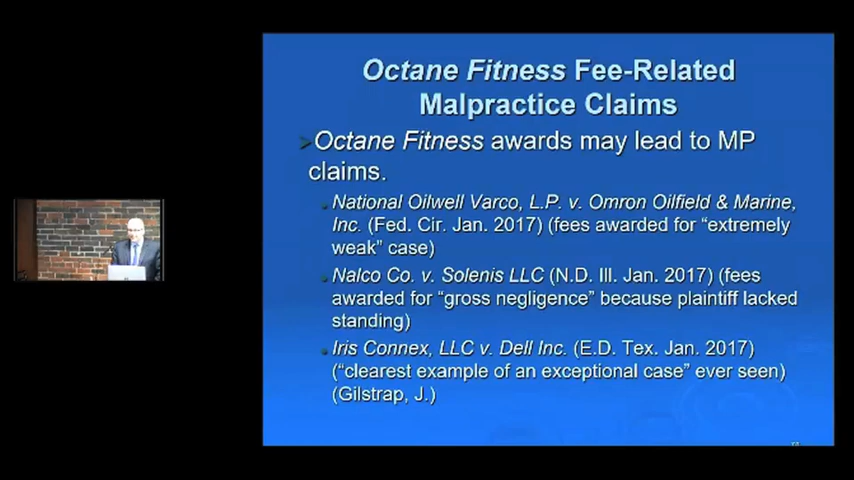 Octane Fitness Fee-Related
Malpractice Claims
Octane Fitness awards may lead to MP
claims.
National Oilwell Varco, L.P. v. Omron Oilfield & Marine,
Inc. (Fed. Cir. Jan. 2017) (fees awarded for “extremely
weak” case)
Nalco Co. v. Solenis LLC (N.D. Ill. Jan. 2017) (fees
awarded for “gross negligence” because plaintiff lacked
standing)
Iris Connex, LLC v. Dell Inc. (E.D. Tex. Jan. 2017)
(“clearest example of an exceptional case” ever seen)
(Gilstrap, J.)